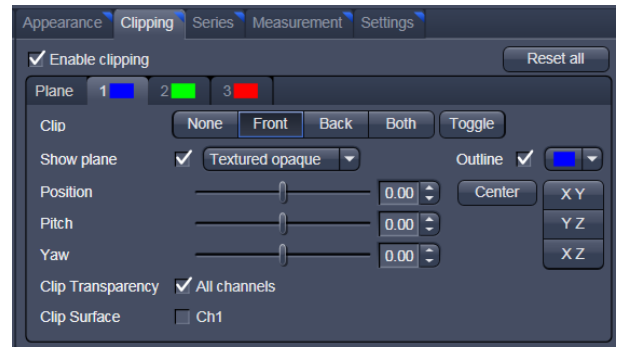 Appearance Clipping Series Measurement Settings
Enable clipping Reset all
Plane 1 2 3
Clip None Front Back Both Toggle
Show plane Textured opaque Outline
Position 0.00 Center X Y
Pitch 0.00 Y Z
Yaw 0.00 X Z
Clip Transparency All channels
Clip Surface Ch1